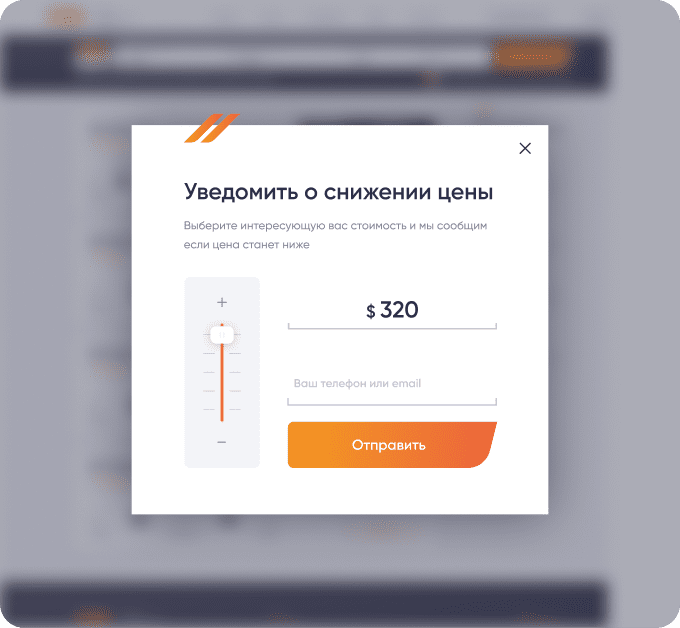 Уведомить о снижении цены
Выберите интересующую вас стоимость и мы сообщим
если цена станет ниже
+
$ 320
Ваш телефон или email
−
Отправить